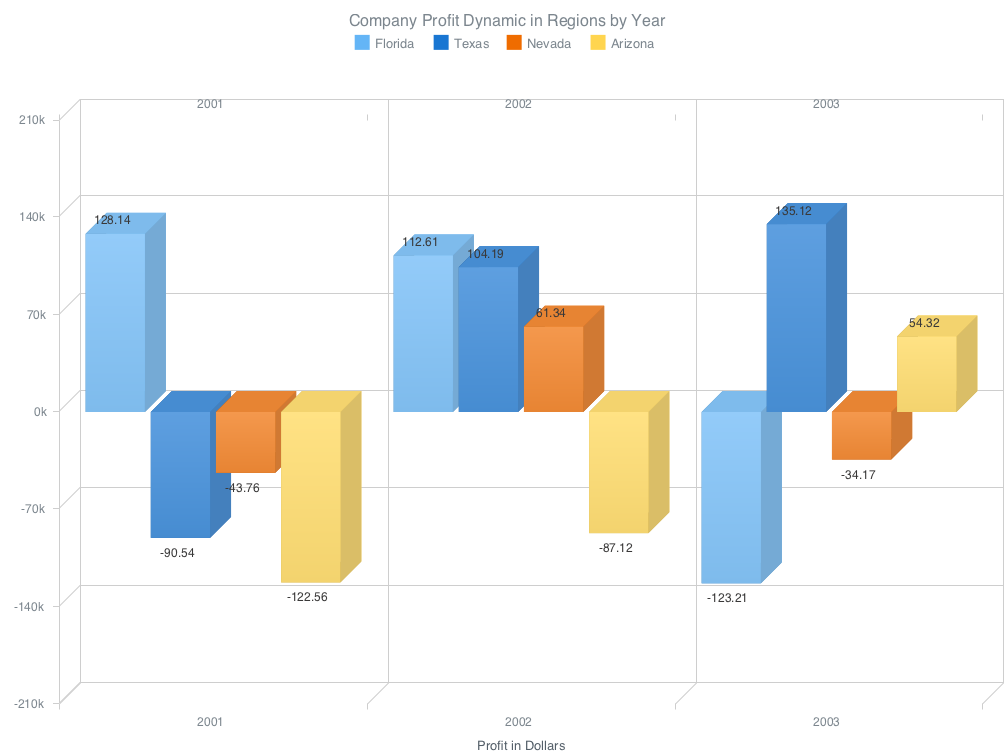 Company Profit Dynamic in Regions by Year
Florida Texas Nevada Arizona
2001 2002 2003
210k
140k
70k
0k
-70k
-140k
-210k
128.14
-90.54
-43.76
-122.56
112.61
104.19
61.34
-87.12
-123.21
135.12
-34.17
54.32
2001 2002 2003
Profit in Dollars